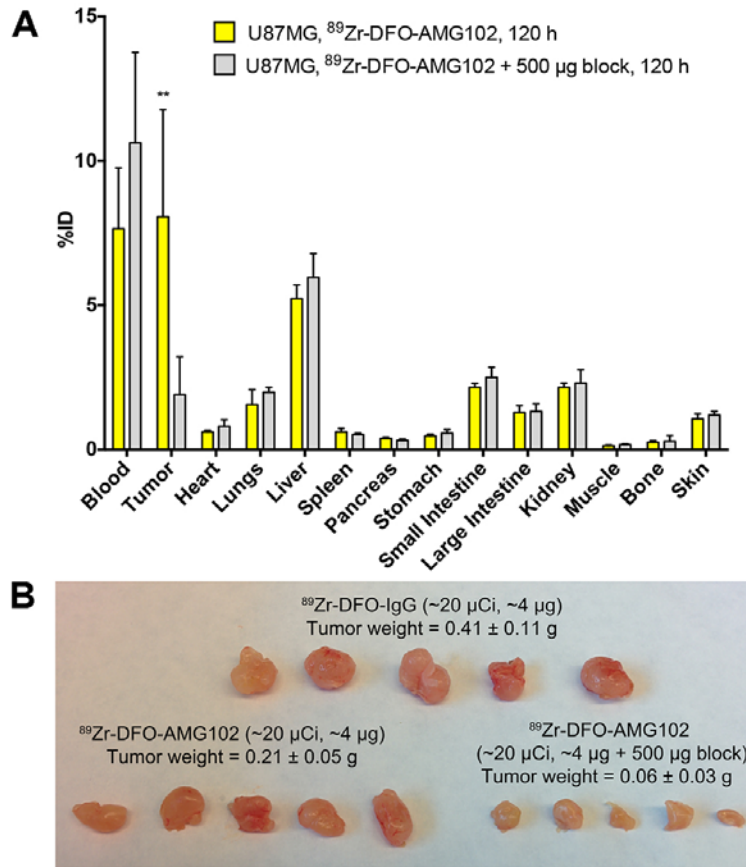 A
15
10
5
0
%ID
U87MG, ⁸⁹Zr-DFO-AMG102, 120 h
U87MG, ⁸⁹Zr-DFO-AMG102 + 500 µg block, 120 h
**
Blood
Tumor
Heart
Lungs
Liver
Spleen
Pancreas
Stomach
Small Intestine
Large Intestine
Kidney
Muscle
Bone
Skin
B
⁸⁹Zr-DFO-IgG (~20 µCi, ~4 µg)
Tumor weight = 0.41 ± 0.11 g
⁸⁹Zr-DFO-AMG102 (~20 µCi, ~4 µg)
Tumor weight = 0.21 ± 0.05 g
⁸⁹Zr-DFO-AMG102
(~20 µCi, ~4 µg + 500 µg block)
Tumor weight = 0.06 ± 0.03 g